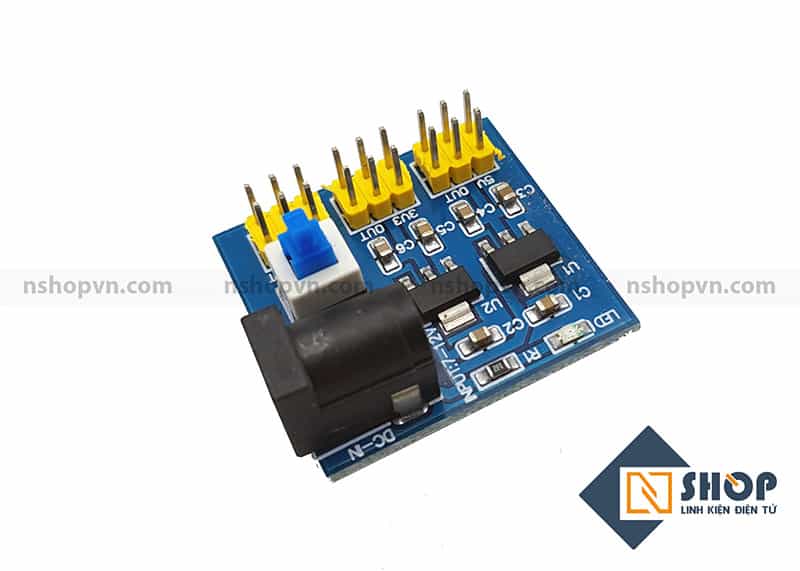 5V OUT
3V3 OUT
C3
C4
C5
C6
U1
U2
C1
C2
LED
R1
INPUT:7-12V
DC-IN
nshopvn.com nshopvn.com nshopvn.com nshopvn.com
N SHOP
LINH KIỆN ĐIỆN TỬ